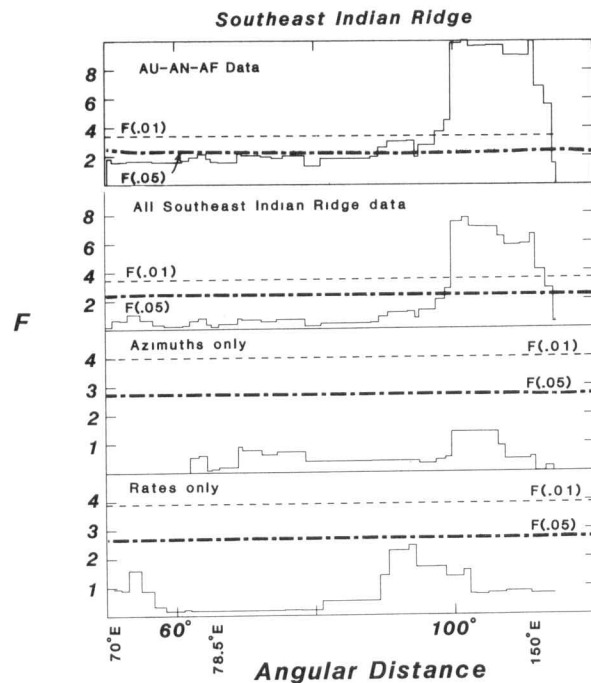 Southeast Indian Ridge
AU-AN-AF Data
8
6
4
F(.01)
2
F(.05)
All Southeast Indian Ridge data
8
6
4
F(.01)
2
F(.05)
F
Azimuths only
4
F(.01)
3
F(.05)
2
1
Rates only
4
F(.01)
3
F(.05)
2
1
70°E
60°
78.5°E
100°
150°E
Angular Distance